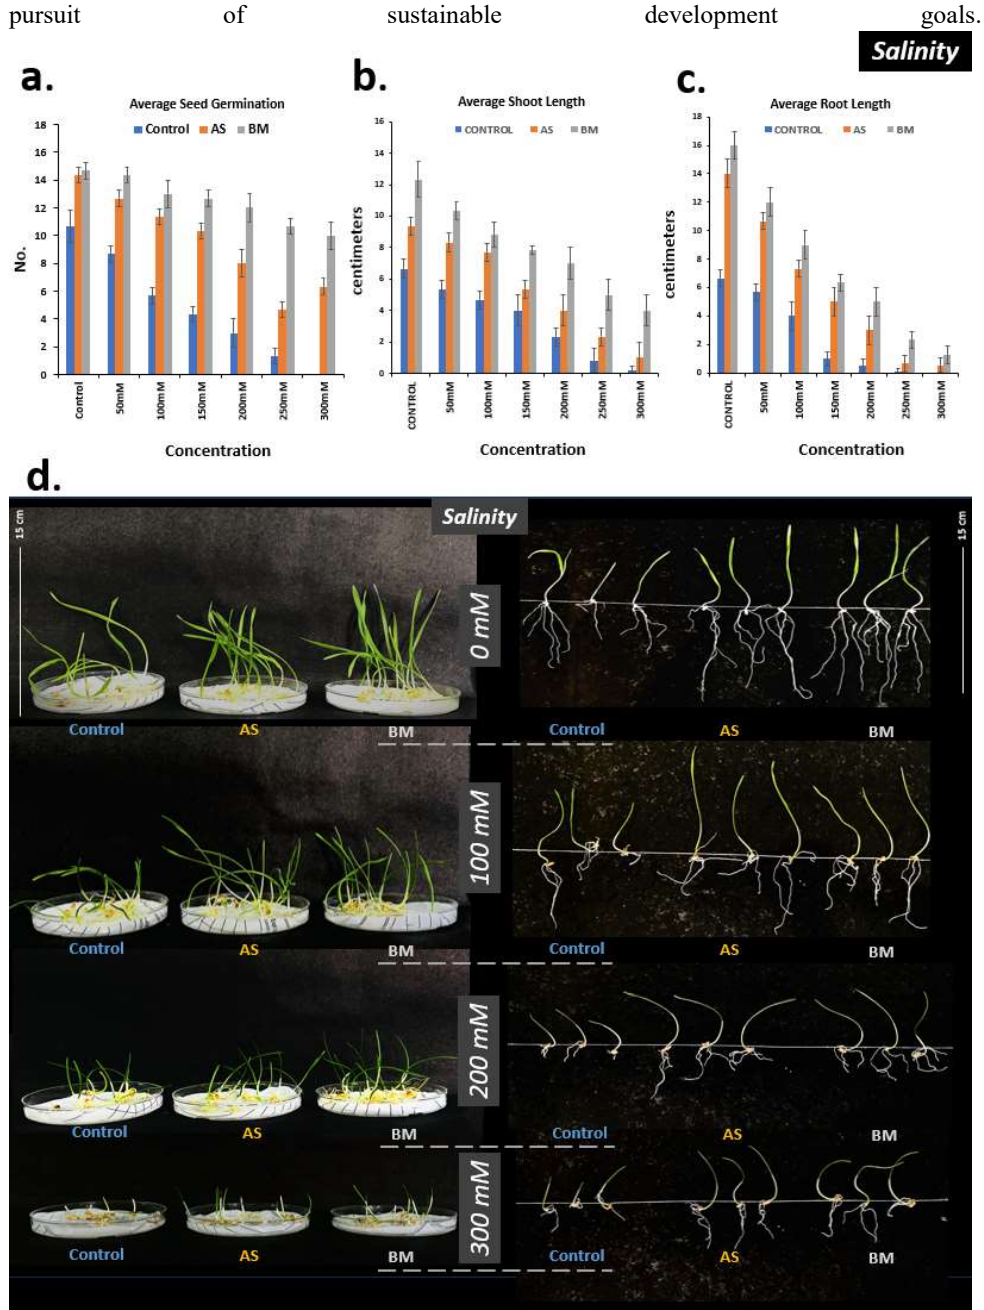 pursuit of sustainable development goals.
Salinity
a.
Average Seed Germination
Control AS BM
18
16
14
12
10
8
6
4
2
0
No.
Control 50mM 100mM 150mM 200mM 250mM 300mM
Concentration
b.
Average Shoot Length
CONTROL AS BM
16
14
12
10
8
6
4
2
0
centimeters
CONTROL 50mM 100mM 150mM 200mM 250mM 300mM
Concentration
c.
Average Root Length
CONTROL AS BM
18
16
14
12
10
8
6
4
2
0
centimeters
CONTROL 50mM 100mM 150mM 200mM 250mM 300mM
Concentration
d.
Salinity
15 cm
15 cm
0 mM
Control AS BM Control AS BM
100 mM
Control AS BM Control AS BM
200 mM
Control AS BM Control AS BM
300 mM
Control AS BM Control AS BM